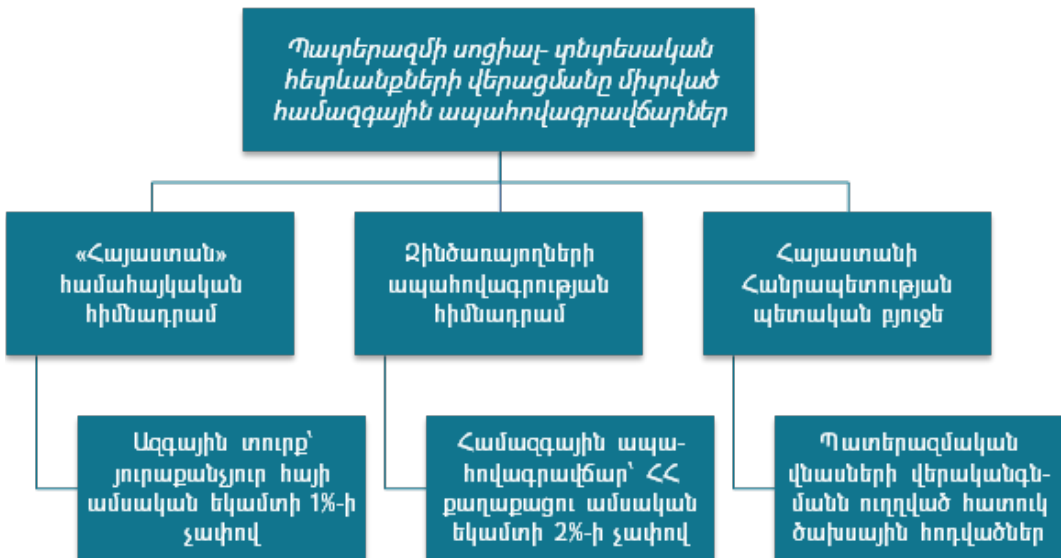 Պատերազմի սոցիալ- տնտեսական
հետևանքների վերացմանը միտված
համազգային ապահովագրավճարներ
«Հայաստան»
համահայկական
հիմնադրամ
Զինծառայողների
ապահովագրության
հիմնադրամ
Հայաստանի
Հանրապետության
պետական բյուջե
Ազգային տուրք՝
յուրաքանչյուր հայի
ամսական եկամտի 1%-ի
չափով
Համազգային ապա-
հովագրավճար՝ ՀՀ
քաղաքացու ամսական
եկամտի 2%-ի չափով
Պատերազմական
վնասների վերականգն-
մանն ուղղված հատուկ
ծախսային հոդվածներ